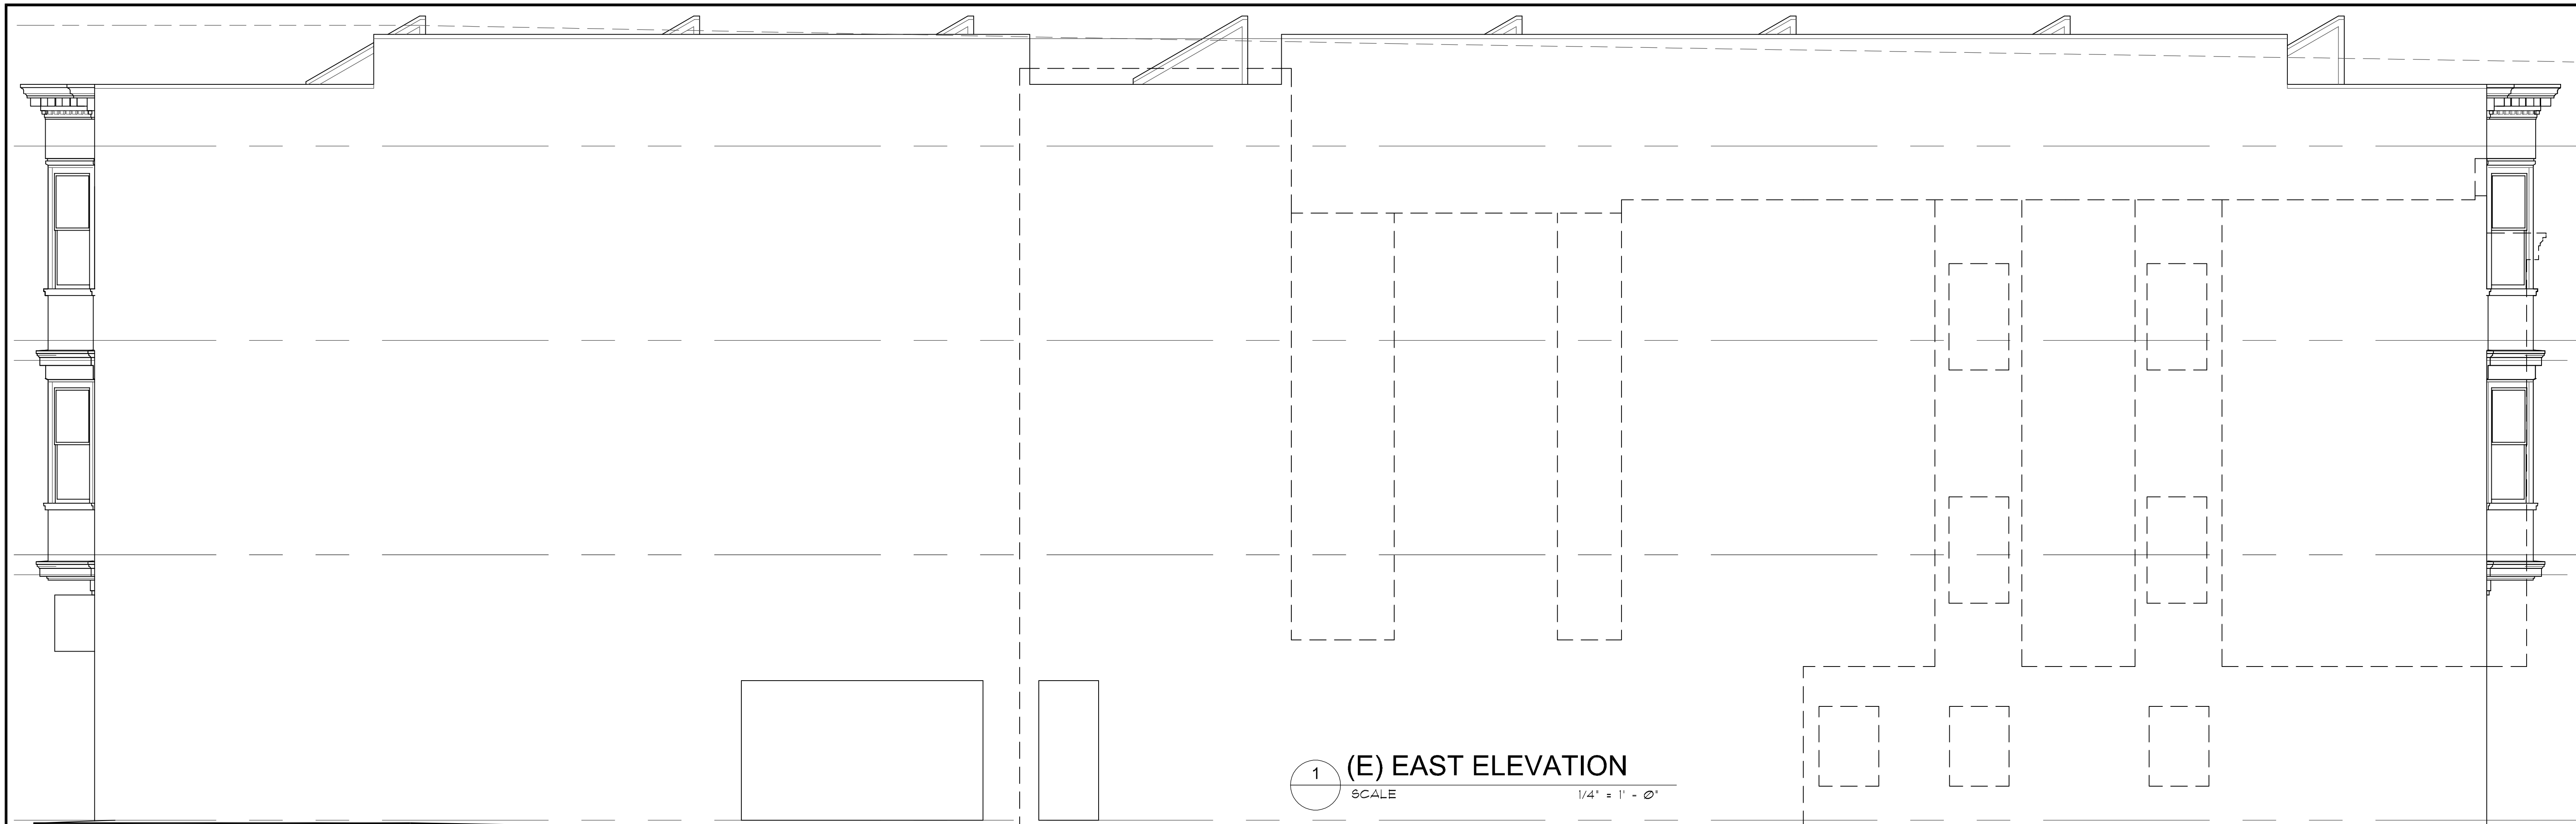 1
(E) EAST ELEVATION
SCALE 1/4" = 1' - 0"